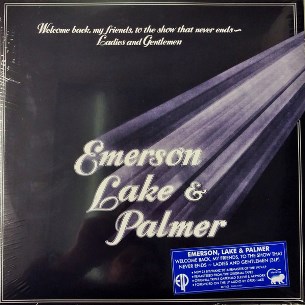 Welcome back, my friends, to the show that never ends~
Ladies and Gentlemen
Emerson
Lake &
Palmer
EMERSON, LAKE & PALMER
WELCOME BACK, MY FRIENDS, TO THE SHOW THAT
NEVER ENDS – LADIES AND GENTLEMEN (3LP)
ELP